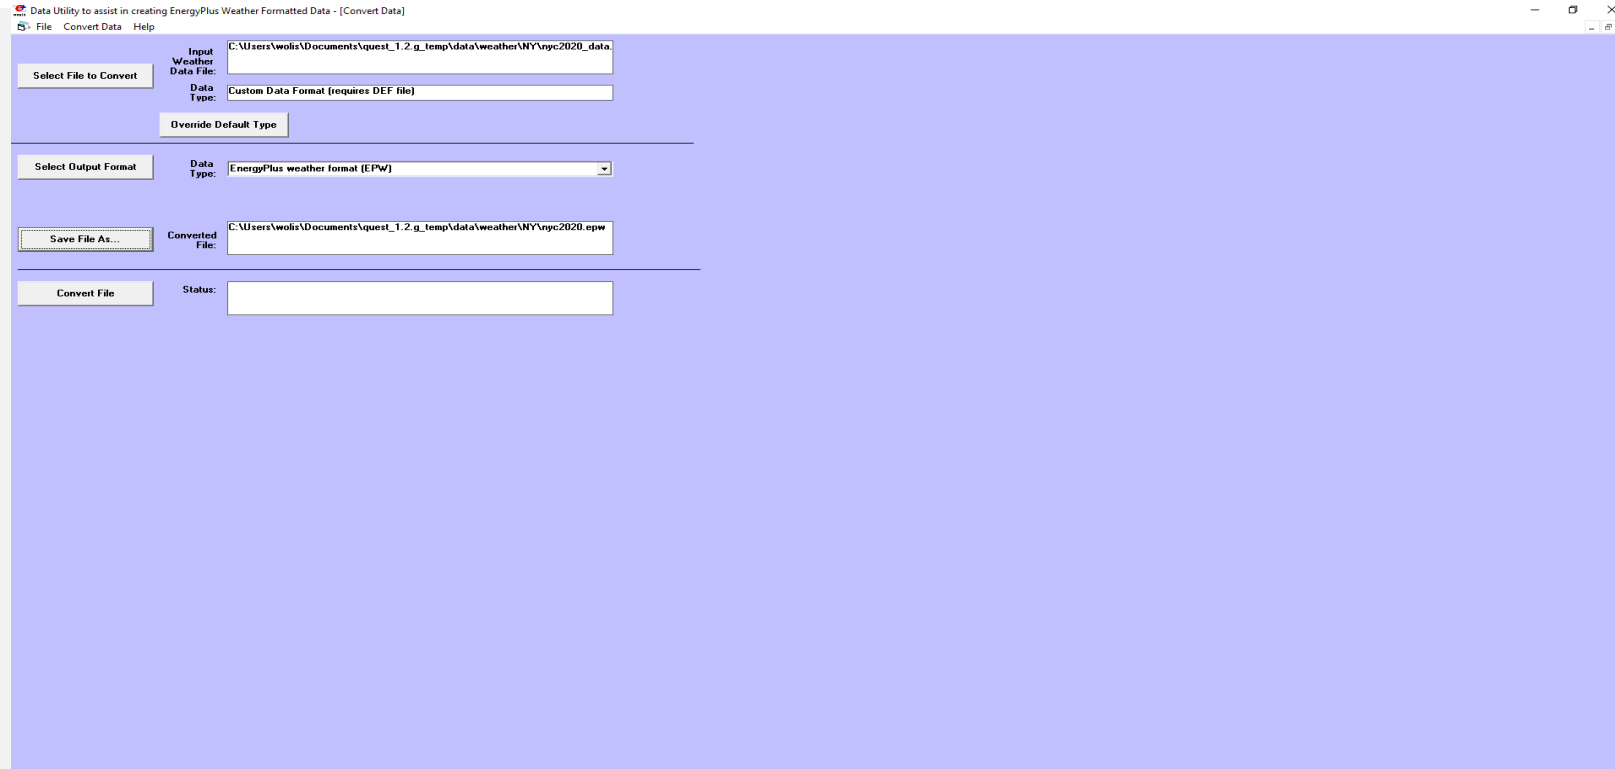 Data Utility to assist in creating EnergyPlus Weather Formatted Data - [Convert Data]
File Convert Data Help
Select File to Convert
Input Weather Data File:
C:\Users\wolis\Documents\quest_1.2.g_temp\data\weather\NY\nyc2020_data.
Data Type:
Custom Data Format (requires DEF file)
Override Default Type
Select Output Format
Data Type:
EnergyPlus weather format (EPW)
Save File As...
Converted File:
C:\Users\wolis\Documents\quest_1.2.g_temp\data\weather\NY\nyc2020.epw
Convert File
Status: